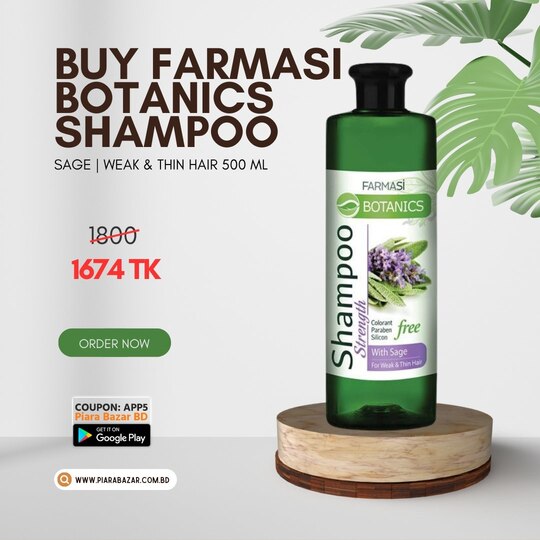 BUY FARMASI
BOTANICS
SHAMPOO
SAGE | WEAK & THIN HAIR 500 ML
1800
1674 TK
ORDER NOW
COUPON: APP5
Piara Bazar BD
GET IT ON
Google Play
WWW.PIARABAZAR.COM.BD
FARMASİ
BOTANICS
Shampoo
Strength
Colorant
Paraben
Silicon
free
With Sage
For Weak & Thin Hair